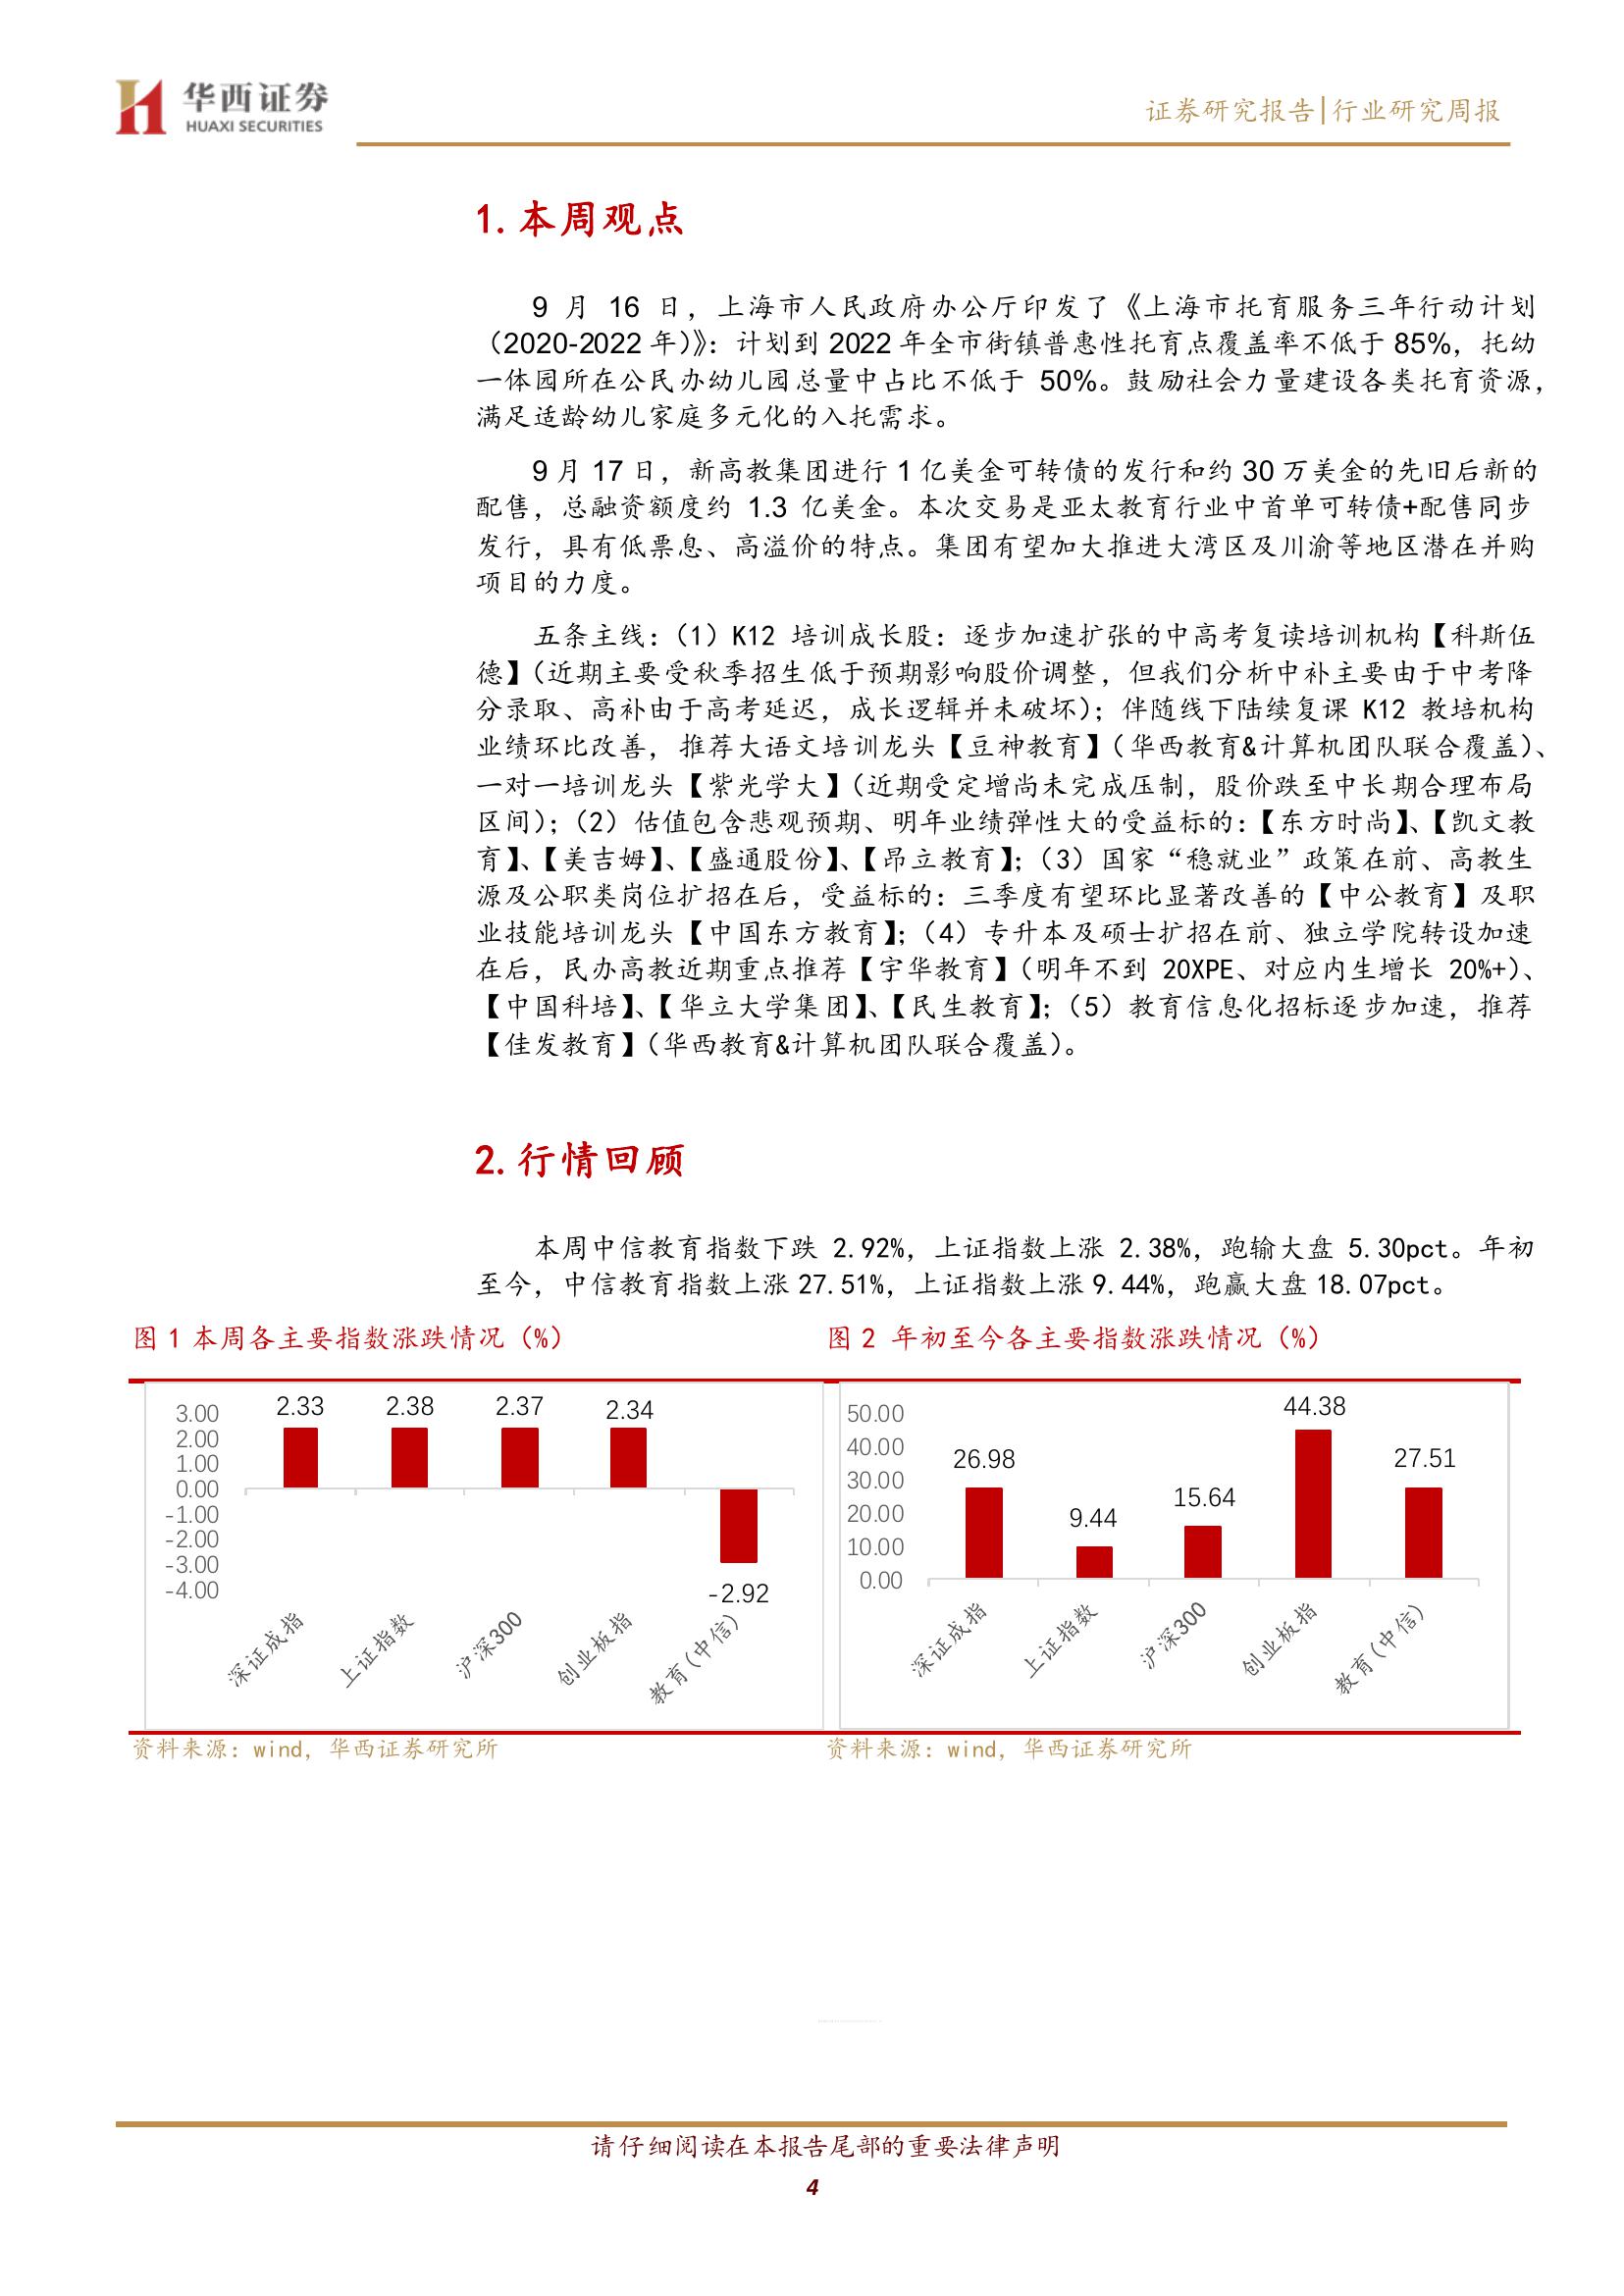 华西证券
HUAXI SECURITIES
证券研究报告|行业研究周报
1.本周观点
9 月 16 日，上海市人民政府办公厅印发了《上海市托育服务三年行动计划
（2020-2022 年）》：计划到 2022 年全市街镇普惠性托育点覆盖率不低于 85%，托幼
一体园所在公民办幼儿园总量中占比不低于 50%。鼓励社会力量建设各类托育资源，
满足适龄幼儿家庭多元化的入托需求。
9 月 17 日，新高教集团进行 1 亿美金可转债的发行和约 30 万美金的先旧后新的
配售，总融资额度约 1.3 亿美金。本次交易是亚太教育行业中首单可转债+配售同步
发行，具有低票息、高溢价的特点。集团有望加大推进大湾区及川渝等地区潜在并购
项目的力度。
五条主线：（1）K12 培训成长股：逐步加速扩张的中高考复读培训机构【科斯伍
德】（近期主要受秋季招生低于预期影响股价调整，但我们分析中补主要由于中考降
分录取、高补由于高考延迟，成长逻辑并未破坏）；伴随线下陆续复课 K12 教培机构
业绩环比改善，推荐大语文培训龙头【豆神教育】（华西教育&计算机团队联合覆盖）、
一对一培训龙头【紫光学大】（近期受定增尚未完成压制，股价跌至中长期合理布局
区间）；（2）估值包含悲观预期、明年业绩弹性大的受益标的：【东方时尚】、【凯文教
育】、【美吉姆】、【盛通股份】、【昂立教育】；（3）国家“稳就业”政策在前、高教生
源及公职类岗位扩招在后，受益标的：三季度有望环比显著改善的【中公教育】及职
业技能培训龙头【中国东方教育】；（4）专升本及硕士扩招在前、独立学院转设加速
在后，民办高教近期重点推荐【宇华教育】（明年不到 20XPE、对应内生增长 20%+）、
【中国科培】、【华立大学集团】、【民生教育】；（5）教育信息化招标逐步加速，推荐
【佳发教育】（华西教育&计算机团队联合覆盖）。
2.行情回顾
本周中信教育指数下跌 2.92%，上证指数上涨 2.38%，跑输大盘 5.30pct。年初
至今，中信教育指数上涨 27.51%，上证指数上涨 9.44%，跑赢大盘 18.07pct。
图 1 本周各主要指数涨跌情况（%）
3.00
2.00
1.00
0.00
-1.00
-2.00
-3.00
-4.00
2.33
2.38
2.37
2.34
-2.92
深证成指
上证指数
沪深300
创业板指
教育(中信)
资料来源：wind，华西证券研究所
图 2 年初至今各主要指数涨跌情况（%）
50.00
40.00
30.00
20.00
10.00
0.00
26.98
9.44
15.64
44.38
27.51
深证成指
上证指数
沪深300
创业板指
教育(中信)
资料来源：wind，华西证券研究所
请仔细阅读在本报告尾部的重要法律声明
4